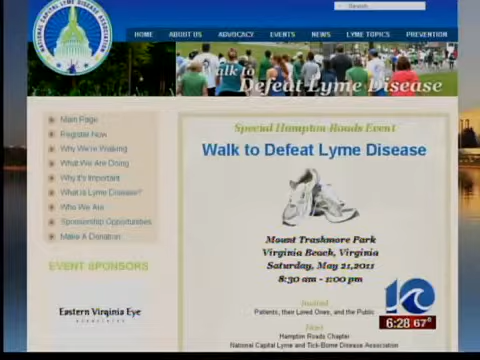 NATIONAL CAPITAL LYME DISEASE ASSOCIATION
Search
HOME ABOUT US ADVOCACY EVENTS NEWS LYME TOPICS PREVENTION
Walk to
Defeat Lyme Disease
Main Page
Register Now
Why We're Walking
What We Are Doing
Why It's Important
What is Lyme Disease?
Who We Are
Sponsorship Opportunities
Make A Donation
EVENT SPONSORS
Eastern Virginia Eye
ASSOCIATES
Special Hampton Roads Event
Walk to Defeat Lyme Disease
Mount Trashmore Park
Virginia Beach, Virginia
Saturday, May 21, 2011
8:30 am - 1:00 pm
Invited
Patients, their Loved Ones, and the Public
Hampton Roads Chapter
National Capital Lyme and Tick-Borne Disease Association
10
6:28 67°